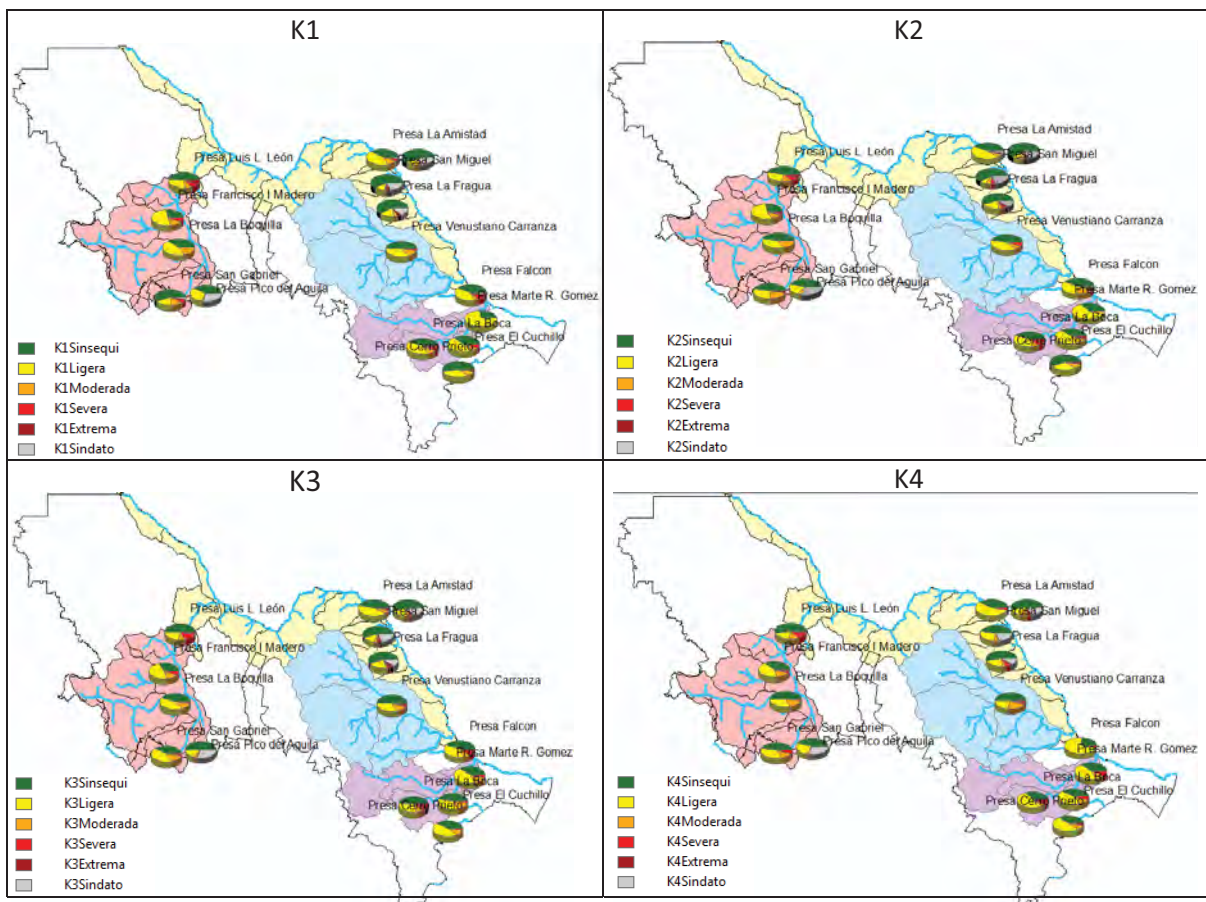 K1
Presa La Amistad
Presa Luis L. León
Presa San Miguel
Presa Francisco I Madero
Presa La Fragua
Presa La Boquilla
Presa Venustiano Carranza
Presa San Gabriel
Presa Falcon
Presa Pico del Aguila
Presa Marte R. Gomez
Presa La Boca
Presa El Cuchillo
Presa Cerro Prieto
K1Sinsequi
K1Ligera
K1Moderada
K1Severa
K1Extrema
K1Sindato
K2
Presa La Amistad
Presa Luis L. León
Presa San Miguel
Presa Francisco I Madero
Presa La Fragua
Presa La Boquilla
Presa Venustiano Carranza
Presa San Gabriel
Presa Falcon
Presa Pico del Aguila
Presa Marte R. Gomez
Presa La Boca
Presa El Cuchillo
Presa Cerro Prieto
K2Sinsequi
K2Ligera
K2Moderada
K2Severa
K2Extrema
K2Sindato
K3
Presa La Amistad
Presa Luis L. León
Presa San Miguel
Presa Francisco I Madero
Presa La Fragua
Presa La Boquilla
Presa Venustiano Carranza
Presa San Gabriel
Presa Falcon
Presa Pico del Aguila
Presa Marte R. Gomez
Presa La Boca
Presa El Cuchillo
Presa Cerro Prieto
K3Sinsequi
K3Ligera
K3Moderada
K3Severa
K3Extrema
K3Sindato
K4
Presa La Amistad
Presa Luis L. León
Presa San Miguel
Presa Francisco I Madero
Presa La Fragua
Presa La Boquilla
Presa Venustiano Carranza
Presa San Gabriel
Presa Falcon
Presa Pico del Aguila
Presa Marte R. Gomez
Presa La Boca
Presa El Cuchillo
Presa Cerro Prieto
K4Sinsequi
K4Ligera
K4Moderada
K4Severa
K4Extrema
K4Sindato